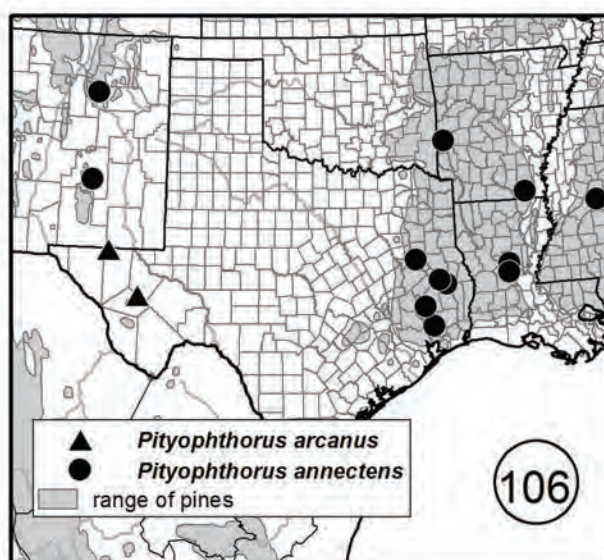 Pityophthorus arcanus
Pityophthorus annectens
range of pines
106